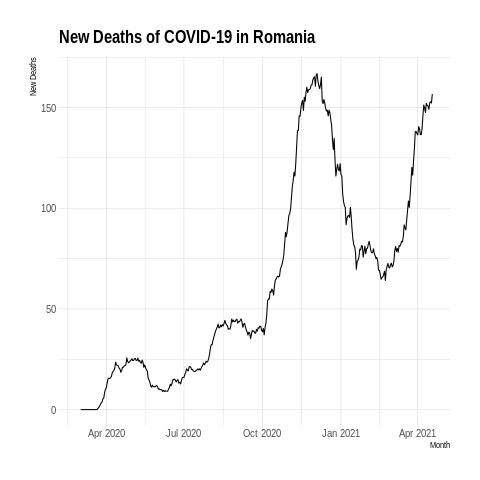 New Deaths of COVID-19 in Romania
New Deaths
150
100
50
0
Apr 2020 Jul 2020 Oct 2020 Jan 2021 Apr 2021
Month